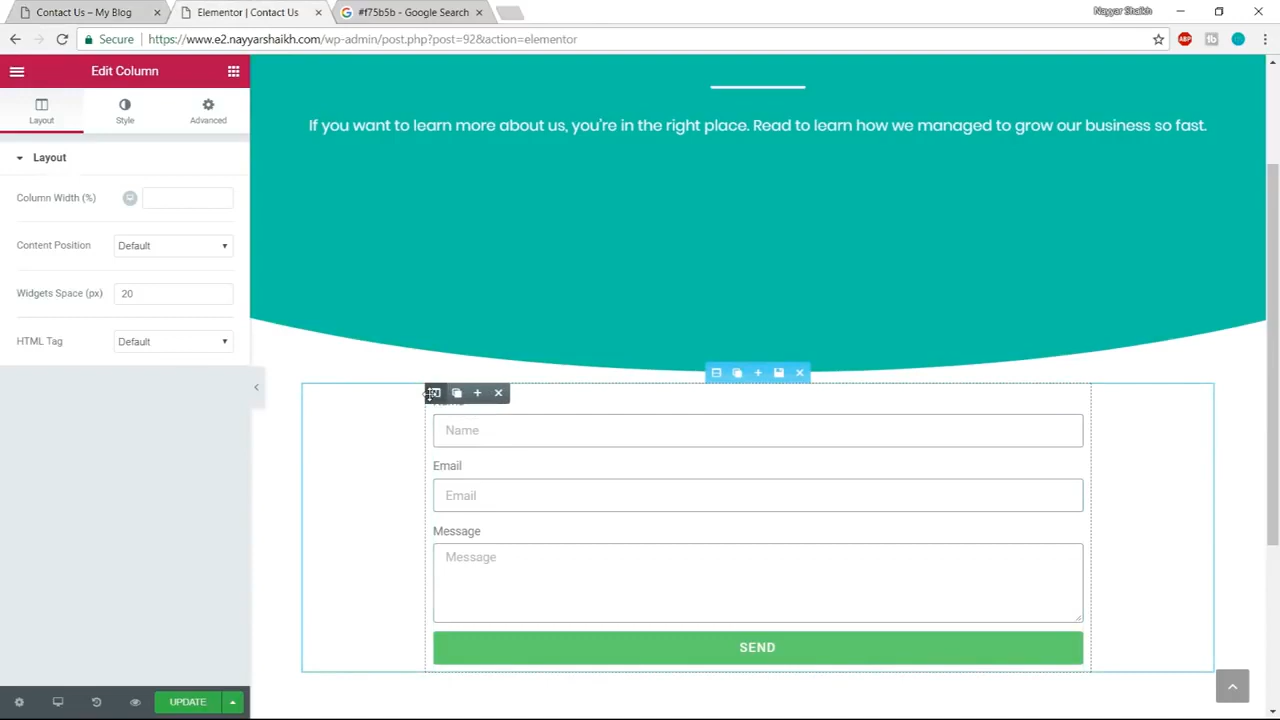 Contact Us – My Blog
Elementor | Contact Us
#f75b5b - Google Search
Nayyar Shaikh
Secure
https://www.e2.nayyarshaikh.com/wp-admin/post.php?post=92&action=elementor
ABP
Edit Column
Layout
Style
Advanced
Layout
Column Width (%)
Content Position
Default
Widgets Space (px)
20
HTML Tag
Default
UPDATE
If you want to learn more about us, you're in the right place. Read to learn how we managed to grow our business so fast.
Name
Name
Email
Email
Message
Message
SEND